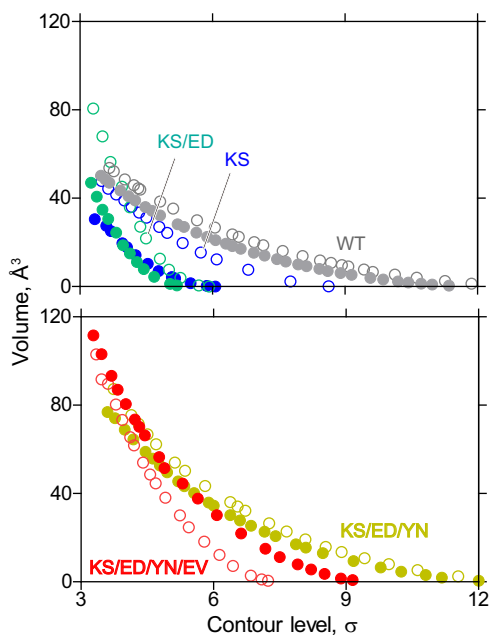 120
80
KS/ED
KS
40
WT
0
Volume, Å³
120
80
40
KS/ED/YN
KS/ED/YN/EV
0
3 6 9 12
Contour level, σ